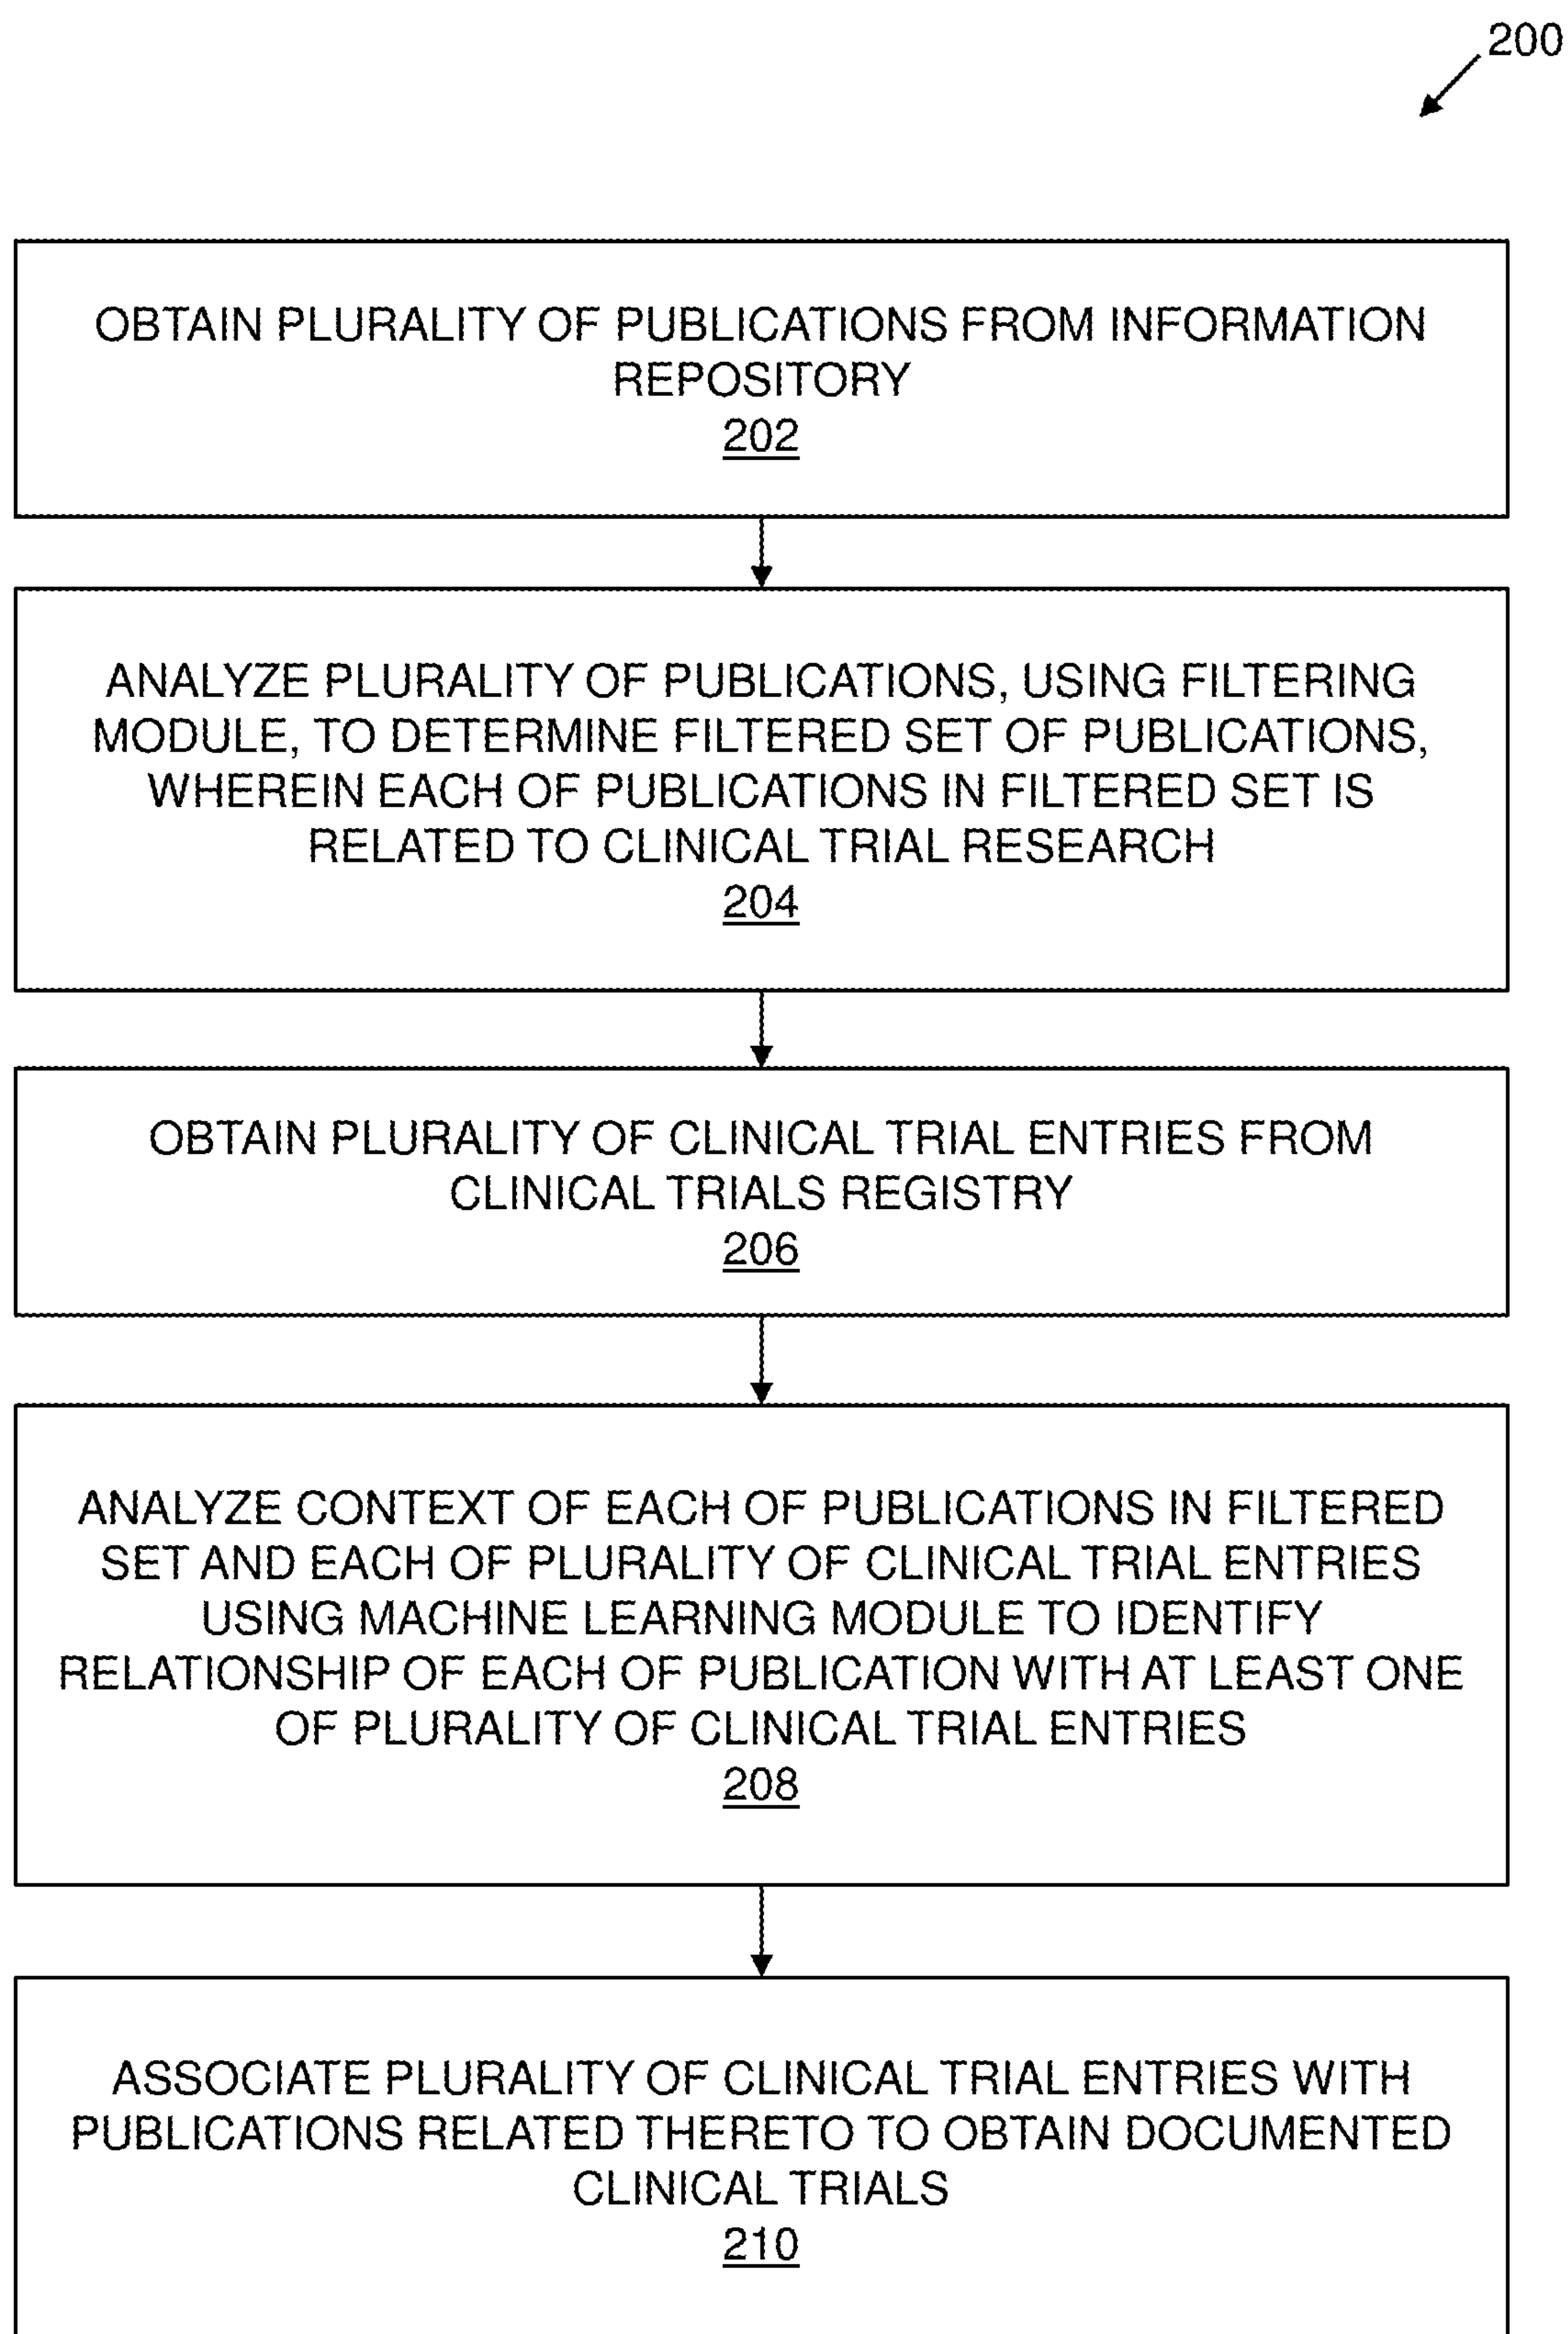 200
OBTAIN PLURALITY OF PUBLICATIONS FROM INFORMATION
REPOSITORY
202
ANALYZE PLURALITY OF PUBLICATIONS, USING FILTERING
MODULE, TO DETERMINE FILTERED SET OF PUBLICATIONS,
WHEREIN EACH OF PUBLICATIONS IN FILTERED SET IS
RELATED TO CLINICAL TRIAL RESEARCH
204
OBTAIN PLURALITY OF CLINICAL TRIAL ENTRIES FROM
CLINICAL TRIALS REGISTRY
206
ANALYZE CONTEXT OF EACH OF PUBLICATIONS IN FILTERED
SET AND EACH OF PLURALITY OF CLINICAL TRIAL ENTRIES
USING MACHINE LEARNING MODULE TO IDENTIFY
RELATIONSHIP OF EACH OF PUBLICATION WITH AT LEAST ONE
OF PLURALITY OF CLINICAL TRIAL ENTRIES
208
ASSOCIATE PLURALITY OF CLINICAL TRIAL ENTRIES WITH
PUBLICATIONS RELATED THERETO TO OBTAIN DOCUMENTED
CLINICAL TRIALS
210